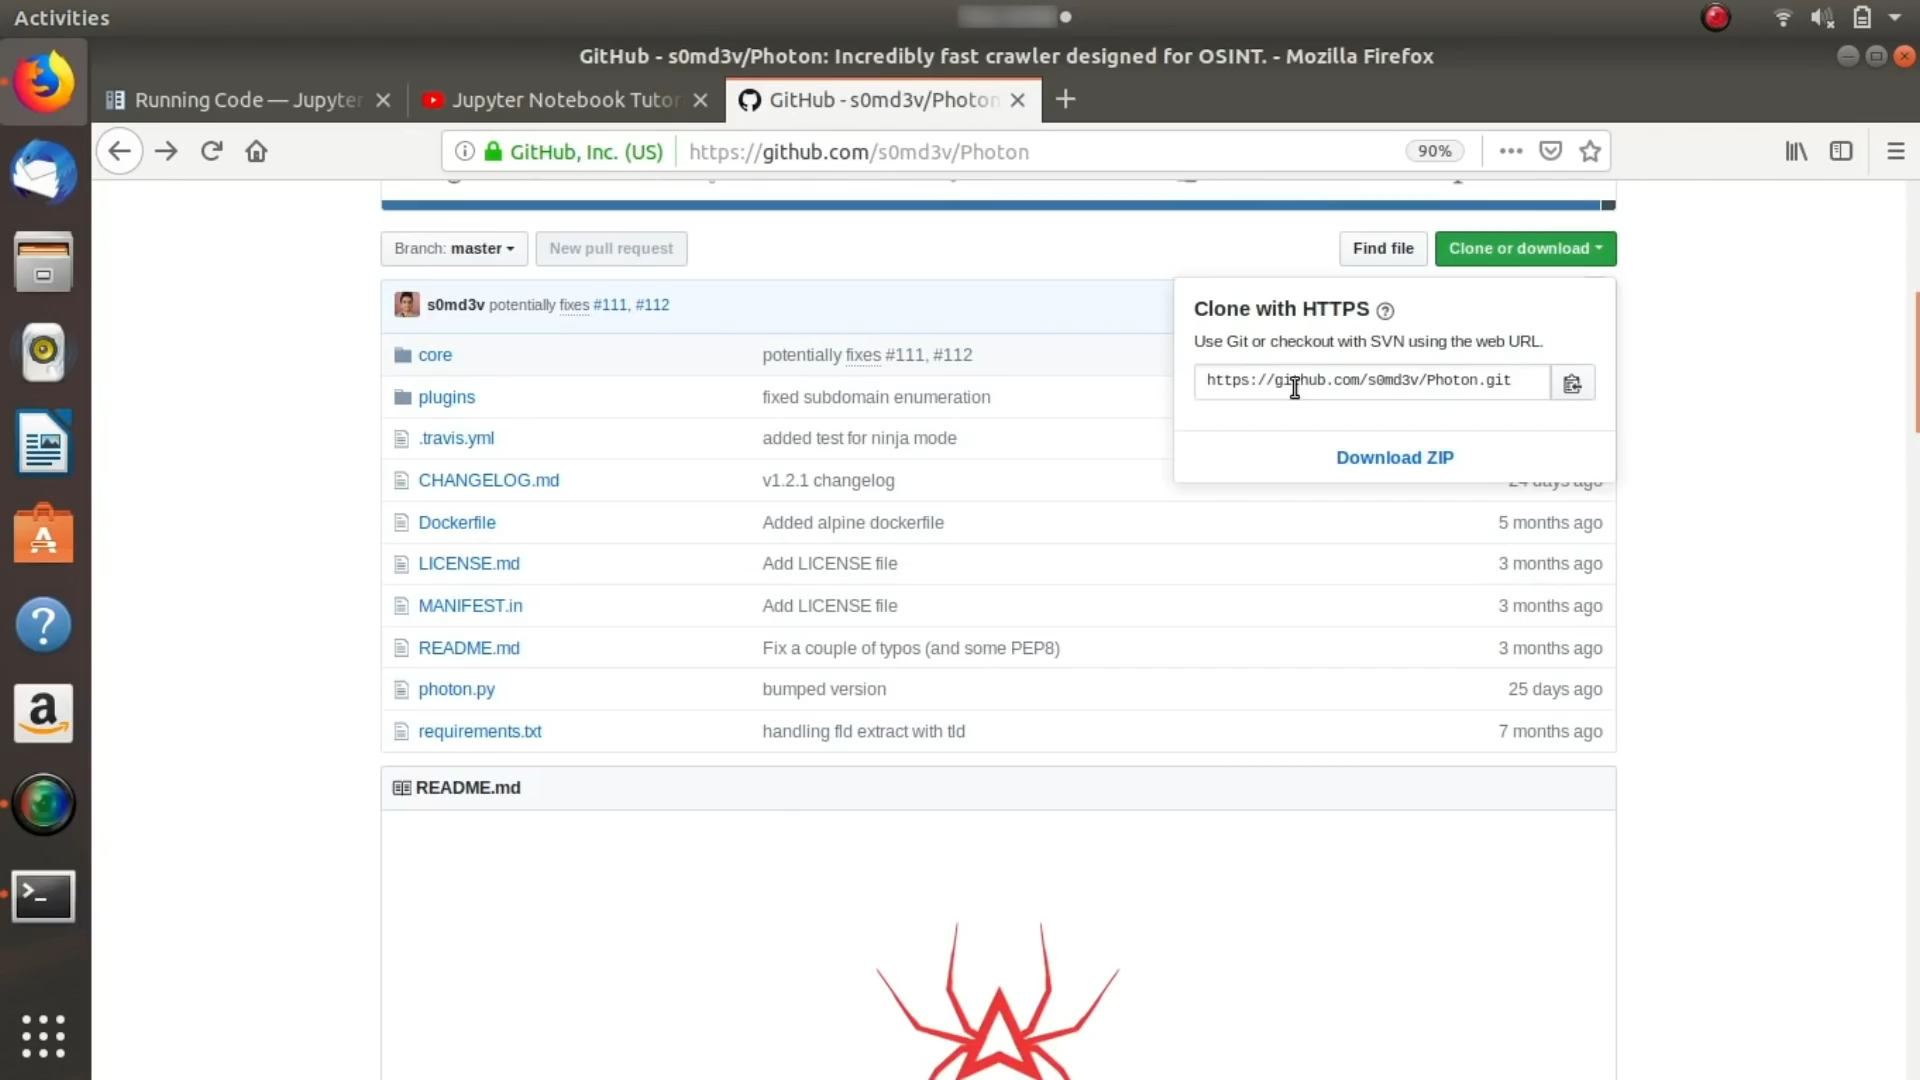 Activities
GitHub - s0md3v/Photon: Incredibly fast crawler designed for OSINT. - Mozilla Firefox
Running Code — Jupyter
Jupyter Notebook Tutor
GitHub - s0md3v/Photon
GitHub, Inc. (US)
https://github.com/s0md3v/Photon
90%
Branch: master
New pull request
Find file
Clone or download
s0md3v potentially fixes #111, #112
Clone with HTTPS
Use Git or checkout with SVN using the web URL.
https://github.com/s0md3v/Photon.git
Download ZIP
core potentially fixes #111, #112
plugins fixed subdomain enumeration
.travis.yml added test for ninja mode
CHANGELOG.md v1.2.1 changelog 24 days ago
Dockerfile Added alpine dockerfile 5 months ago
LICENSE.md Add LICENSE file 3 months ago
MANIFEST.in Add LICENSE file 3 months ago
README.md Fix a couple of typos (and some PEP8) 3 months ago
photon.py bumped version 25 days ago
requirements.txt handling fld extract with tld 7 months ago
README.md